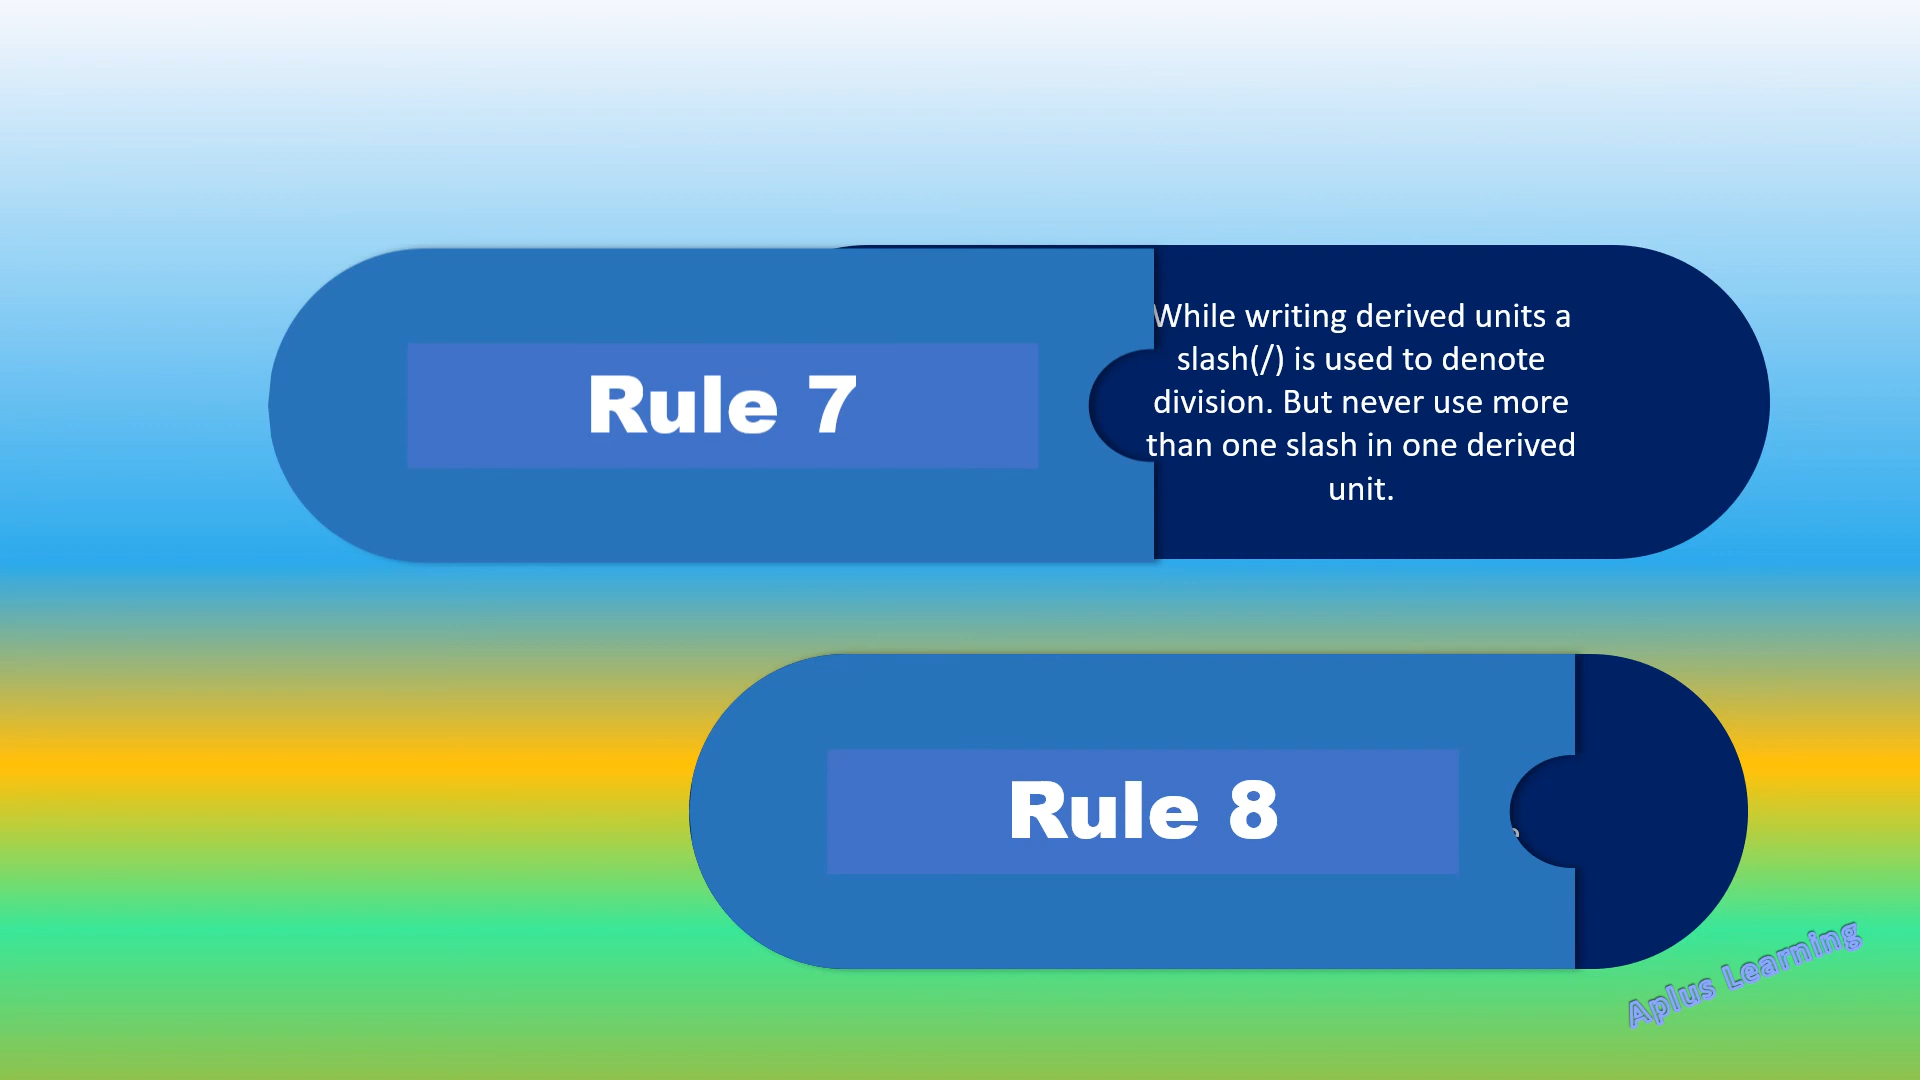 Rule 7
While writing derived units a
slash(/) is used to denote
division. But never use more
than one slash in one derived
unit.
Rule 8
Aplus Learning